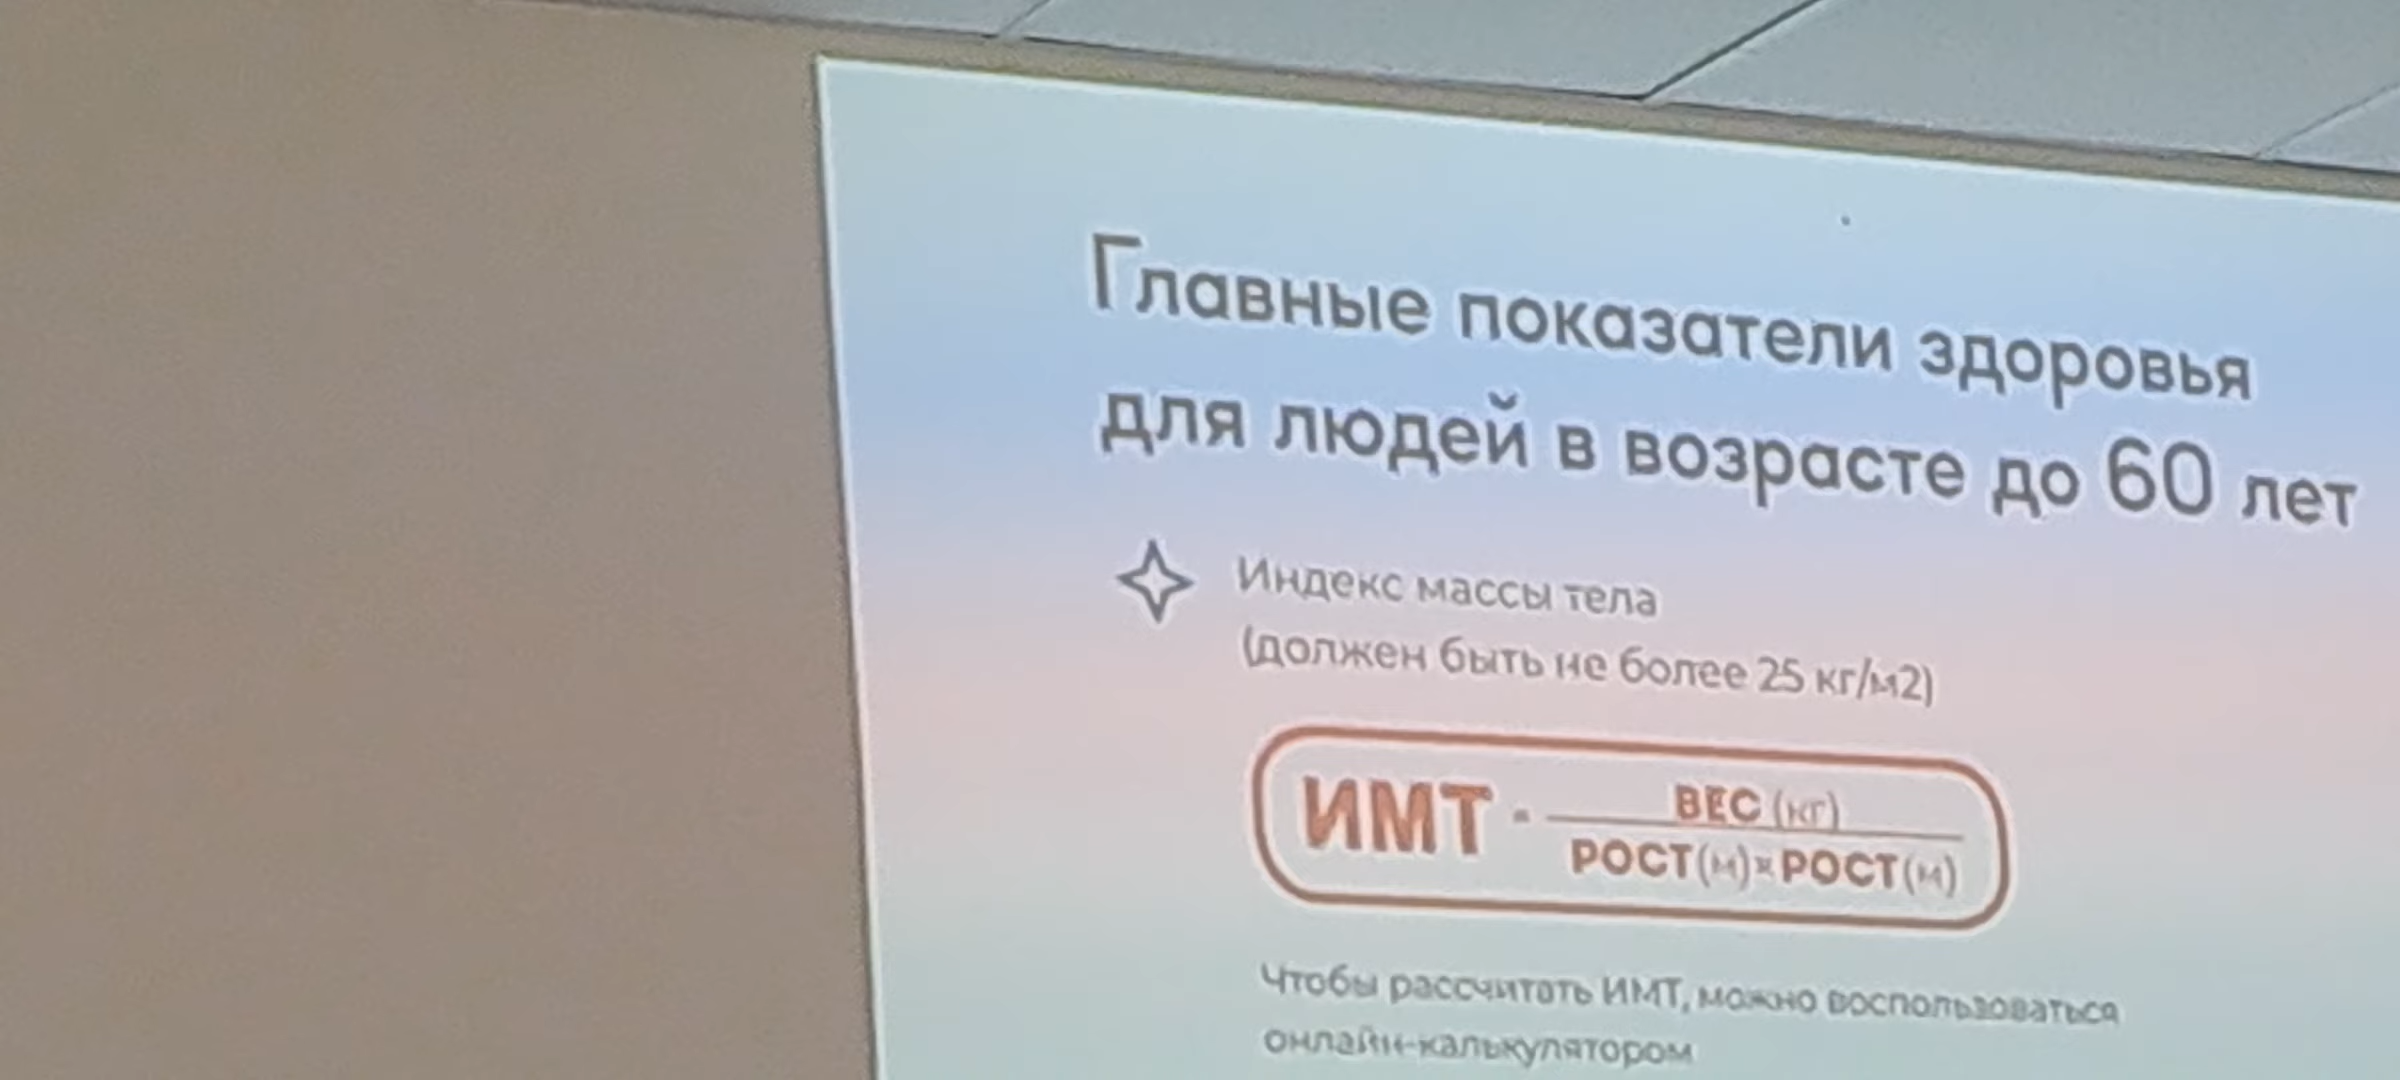 Главные показатели здоровья
для людей в возрасте до 60 лет
Индекс массы тела
(должен быть не более 25 кг/м2)
ИМТ = ВЕС (кг)
РОСТ(м)×РОСТ(м)
Чтобы рассчитать ИМТ, можно воспользоваться
онлайн-калькулятором